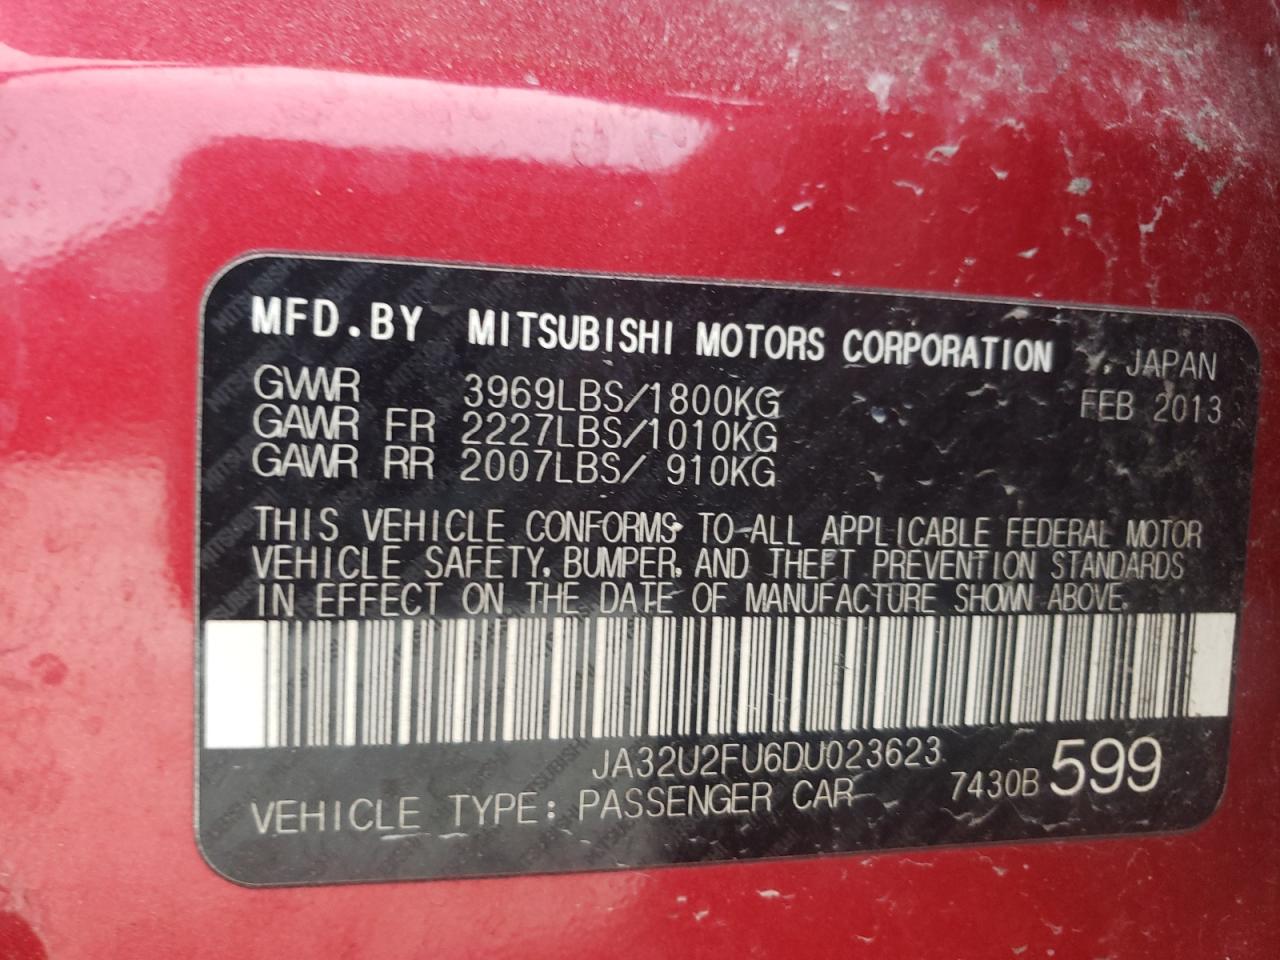 MFD.BY MITSUBISHI MOTORS CORPORATION JAPAN
GVWR 3969LBS/1800KG FEB 2013
GAWR FR 2227LBS/1010KG
GAWR RR 2007LBS/ 910KG
THIS VEHICLE CONFORMS TO ALL APPLICABLE FEDERAL MOTOR
VEHICLE SAFETY, BUMPER, AND THEFT PREVENTION STANDARDS
IN EFFECT ON THE DATE OF MANUFACTURE SHOWN ABOVE.
JA32U2FU6DU023623
VEHICLE TYPE: PASSENGER CAR 7430B 599